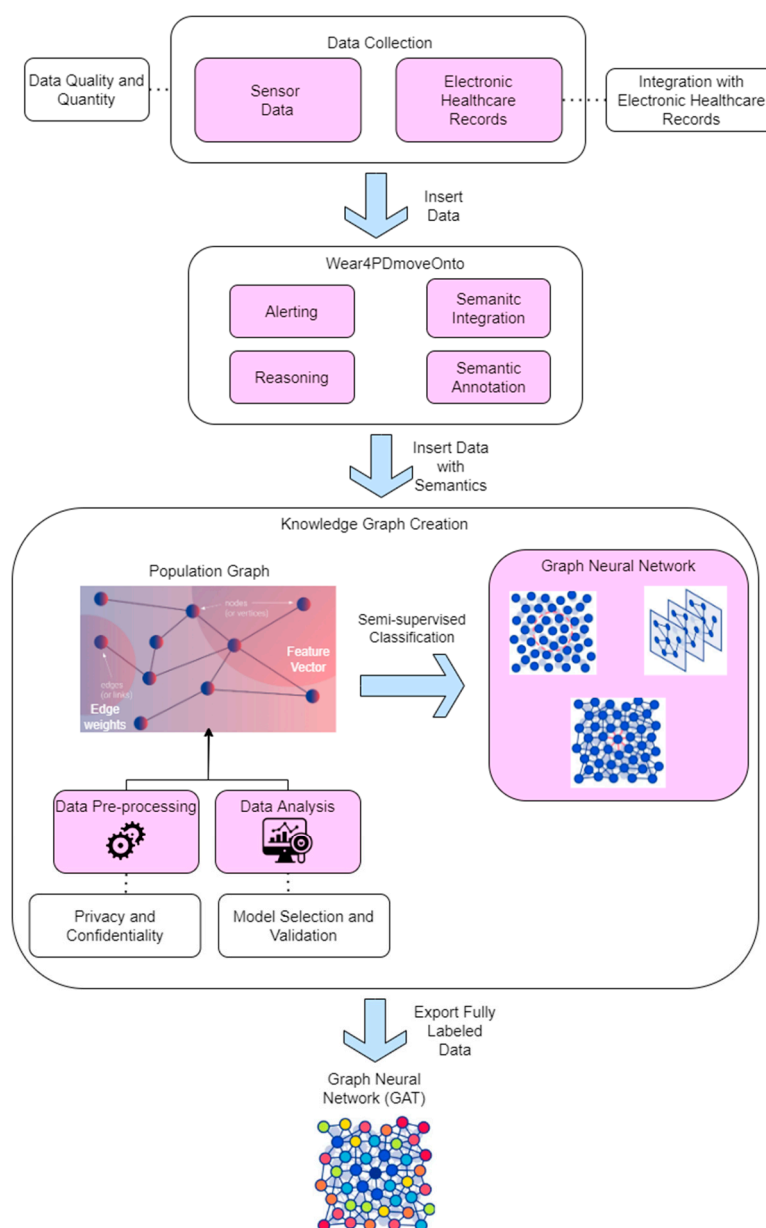 Data Collection
Data Quality and
Quantity
Sensor
Data
Electronic
Healthcare
Records
Integration with
Electronic Healthcare
Records
Insert
Data
Wear4PDmoveOnto
Alerting
Semanitc
Integration
Reasoning
Semantic
Annotation
Insert Data
with
Semantics
Knowledge Graph Creation
Population Graph
nodes
(or vertices)
Feature
Vector
edges
(or links)
Edge
weights
Semi-supervised
Classification
Graph Neural Network
Data Pre-processing
Data Analysis
Privacy and
Confidentiality
Model Selection and
Validation
Export Fully
Labeled
Data
Graph Neural
Network (GAT)